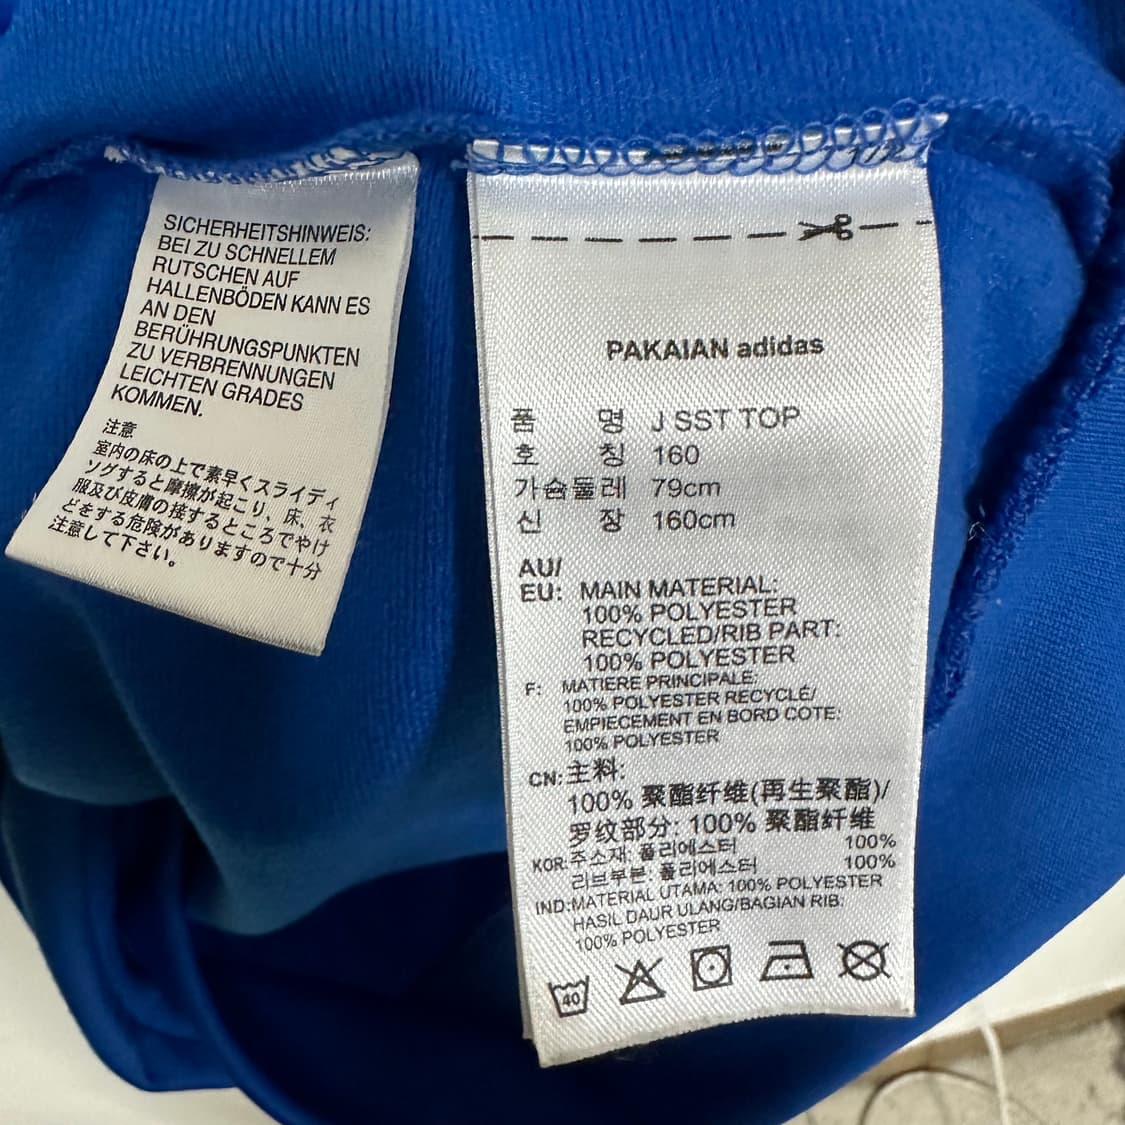 SICHERHEITSHINWEIS:
BEI ZU SCHNELLEM
RUTSCHEN AUF
HALLENBÖDEN KANN ES
AN DEN
BERÜHRUNGSPUNKTEN
ZU VERBRENNUNGEN
LEICHTEN GRADES
KOMMEN.
注意
室内の床の上で素早くスライディ
ングすると摩擦が起こり、床、衣
服及び皮膚の接するところでやけ
どをする危険がありますので十分
注意して下さい。
PAKAIAN adidas
품 명 J SST TOP
호 칭 160
가슴둘레 79cm
신 장 160cm
AU/
EU: MAIN MATERIAL:
100% POLYESTER
RECYCLED/RIB PART:
100% POLYESTER
F: MATIERE PRINCIPALE:
100% POLYESTER RECYCLÉ/
EMPIECEMENT EN BORD COTE:
100% POLYESTER
CN: 主料:
100% 聚酯纤维(再生聚酯)/
罗纹部分: 100% 聚酯纤维
KOR: 주소재: 폴리에스터 100%
리브부분: 폴리에스터 100%
IND: MATERIAL UTAMA: 100% POLYESTER
HASIL DAUR ULANG/BAGIAN RIB:
100% POLYESTER
40